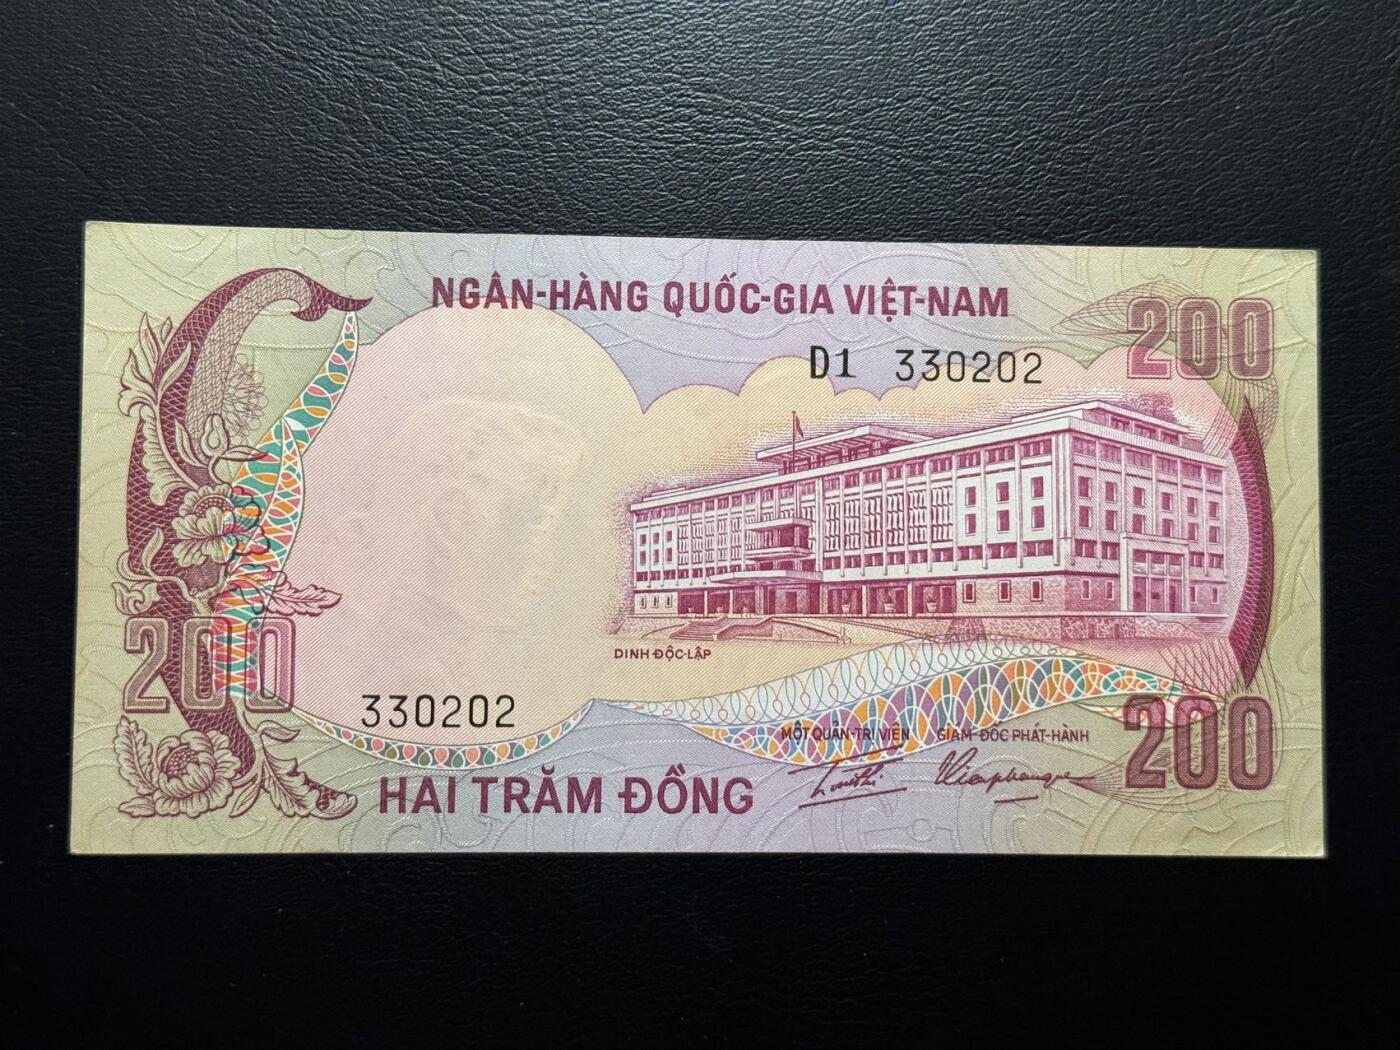 NGÂN-HÀNG QUỐC-GIA VIỆT-NAM
200
D1 330202
DINH ĐỘC-LẬP
200
330202
200
MỘT QUẢN-TRỊ VIÊN GIÁM-ĐỐC PHÁT-HÀNH
HAI TRĂM ĐỒNG